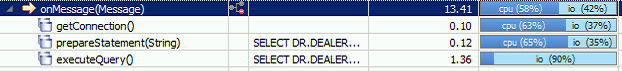 onMessage(Message) 13.41 cpu (58%) io (42%)
getConnection() 0.10 cpu (63%) io (37%)
prepareStatement(String) SELECT DR.DEALER... 0.12 cpu (65%) io (35%)
executeQuery() SELECT DR.DEALER... 1.36 io (90%)